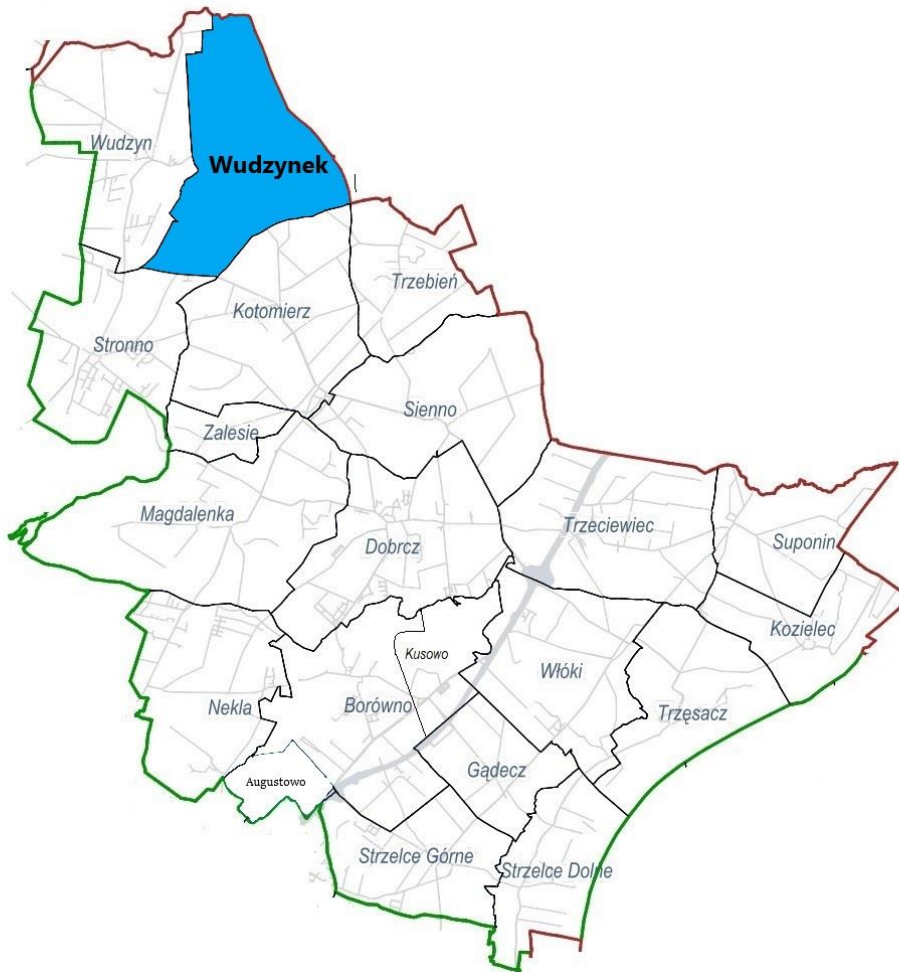 Wudzyn
Wudzynek
Trzebień
Kotomierz
Stronno
Sienno
Zalesie
Magdalenka
Trzeciewiec
Dobrcz
Suponin
Kozielec
Kusowo
Włóki
Nekla
Borówno
Trzęsacz
Gądecz
Augustowo
Strzelce Górne
Strzelce Dolne